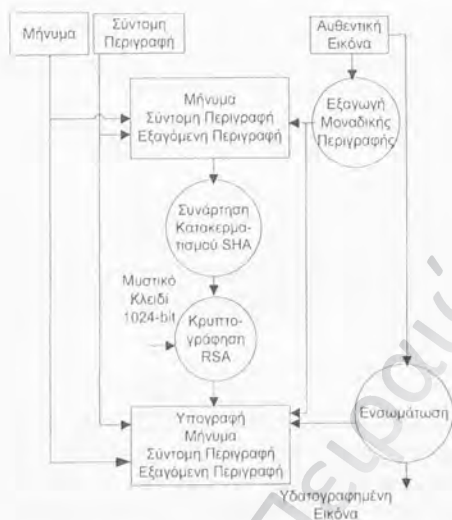 Μήνυμα
Σύντομη
Περιγραφή
Αυθεντική
Εικόνα
Μήνυμα
Σύντομη Περιγραφή
Εξαγόμενη Περιγραφή
Εξαγωγή
Μοναδικής
Περιγραφής
Συνάρτηση
Κατακερμα-
τισμού SHA
Μυστικό
Κλειδί
1024-bit
Κρυπτο-
γράφηση
RSA
Υπογραφή
Μήνυμα
Σύντομη Περιγραφή
Εξαγόμενη Περιγραφή
Ενσωμάτωση
Υδατογραφημένη
Εικόνα